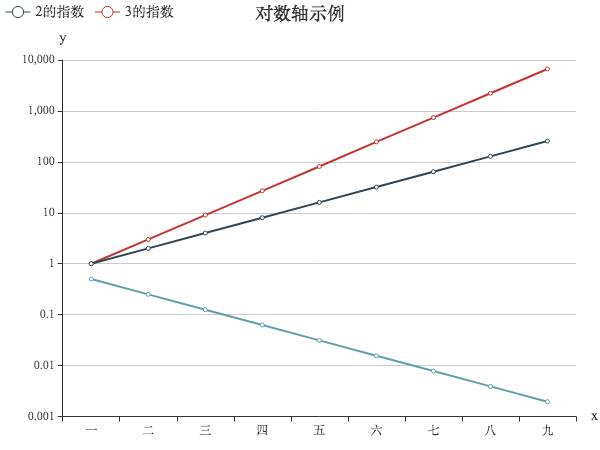 2的指数 3的指数 对数轴示例
y
10,000
1,000
100
10
1
0.1
0.01
0.001
一 二 三 四 五 六 七 八 九 x